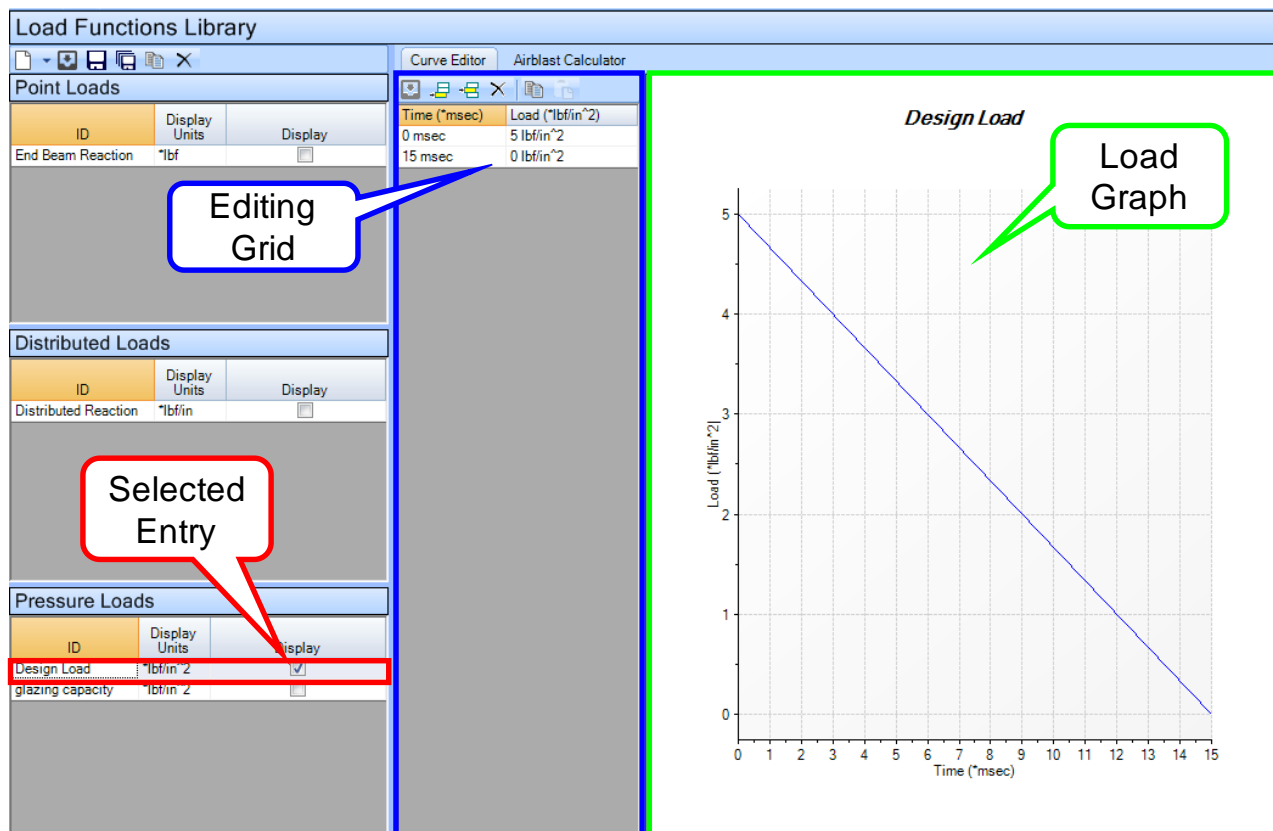 Load Functions Library
Curve Editor Airblast Calculator
Point Loads
ID Display Units Display
End Beam Reaction *lbf
Time (*msec) Load (*lbf/in^2)
0 msec 5 lbf/in^2
15 msec 0 lbf/in^2
Editing
Grid
Distributed Loads
ID Display Units Display
Distributed Reaction *lbf/in
Selected
Entry
Pressure Loads
ID Display Units Display
Design Load *lbf/in^2
glazing capacity *lbf/in^2
Design Load
Load
Graph
5
4
3
2
1
0
Load (*lbf/in^2)
0 1 2 3 4 5 6 7 8 9 10 11 12 13 14 15
Time (*msec)